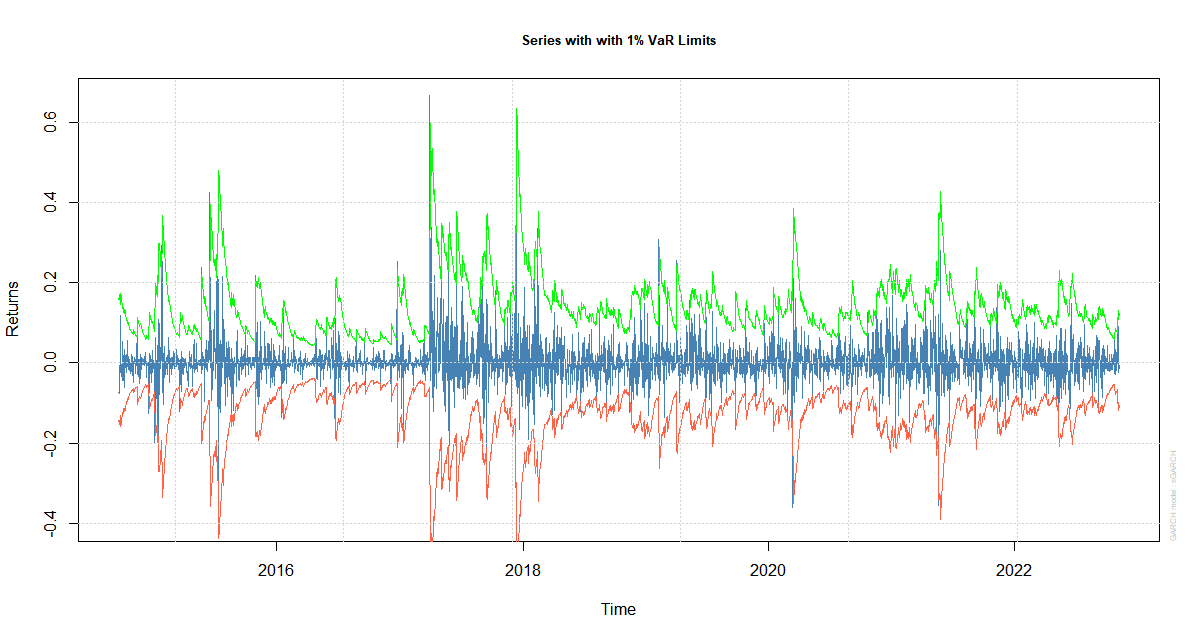 Series with with 1% VaR Limits
Returns
0.6
0.4
0.2
0.0
-0.2
-0.4
2016
2018
2020
2022
Time
GARCH model : sGARCH